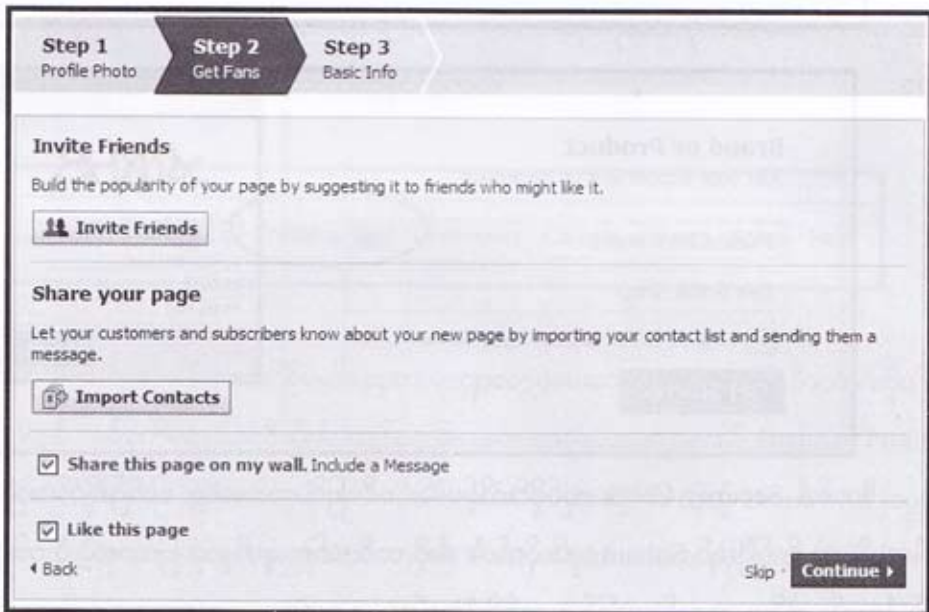 Step 1
Profile Photo
Step 2
Get Fans
Step 3
Basic Info
Invite Friends
Build the popularity of your page by suggesting it to friends who might like it.
Invite Friends
Share your page
Let your customers and subscribers know about your new page by importing your contact list and sending them a
message.
Import Contacts
Share this page on my wall. Include a Message
Like this page
Back
Skip · Continue